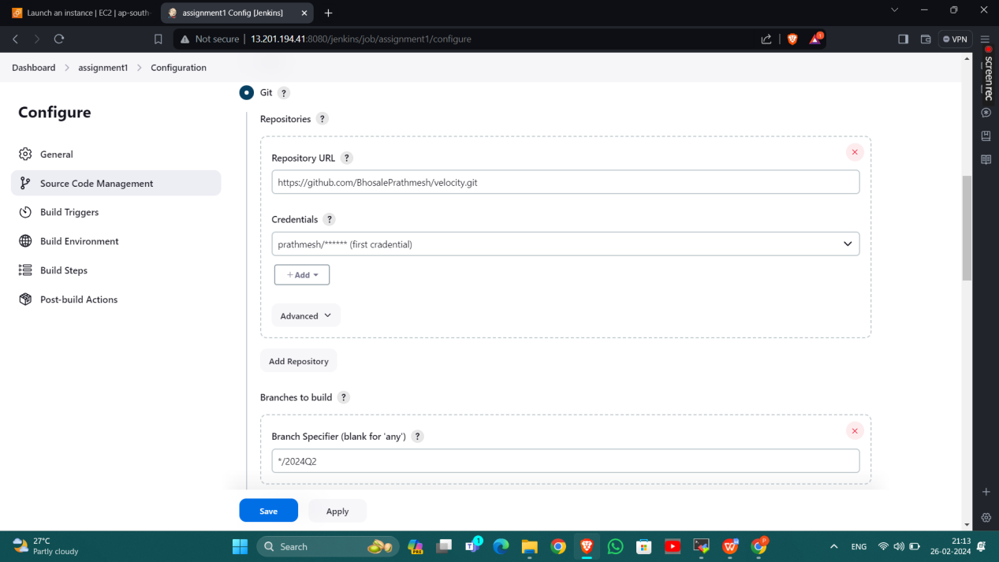 Launch an instance | EC2 | ap-south-
assignment1 Config [Jenkins]
Not secure
13.201.194.41:8080/jenkins/job/assignment1/configure
1
VPN
screenrec
Dashboard > assignment1 > Configuration
Configure
General
Source Code Management
Build Triggers
Build Environment
Build Steps
Post-build Actions
Git ?
Repositories ?
Repository URL ?
https://github.com/BhosalePrathmesh/velocity.git
Credentials ?
prathmesh/****** (first cradential)
+ Add
Advanced
Add Repository
Branches to build ?
Branch Specifier (blank for 'any') ?
*/2024Q2
Save
Apply
27°C
Partly cloudy
Search
PRE
1
P
ENG
21:13
26-02-2024